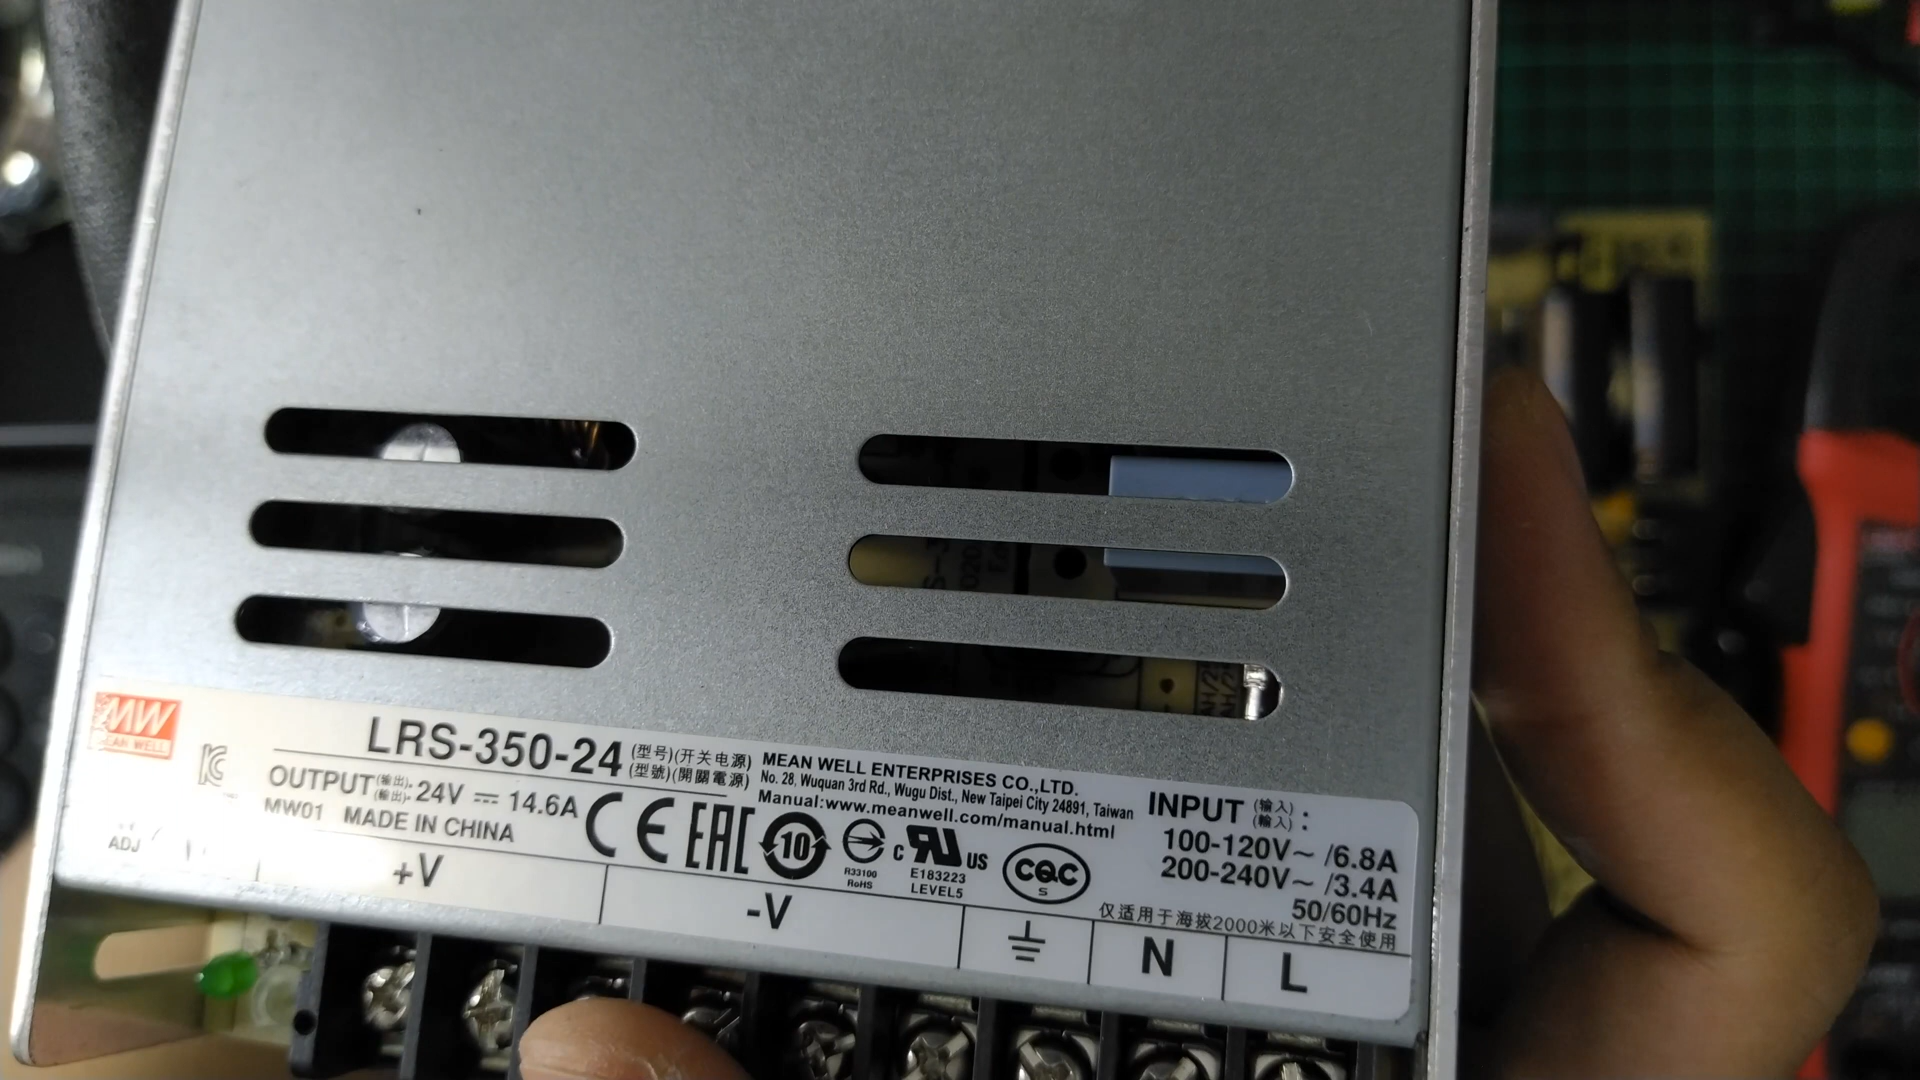 MW
MEAN WELL
LRS-350-24
(型号)(开关电源)
(型號)(開關電源)
OUTPUT(输出):
(輸出):
24V ⎓ 14.6A
MW01 MADE IN CHINA
MEAN WELL ENTERPRISES CO.,LTD.
No. 28, Wuquan 3rd Rd., Wugu Dist., New Taipei City 24891, Taiwan
Manual:www.meanwell.com/manual.html
CE EAC 10
R33100
RoHS
c RU US
E183223
LEVEL5
CQC
S
INPUT (输入):
(輸入):
100-120V~ /6.8A
200-240V~ /3.4A
50/60Hz
仅适用于海拔2000米以下安全使用
ADJ
+V
-V
N
L